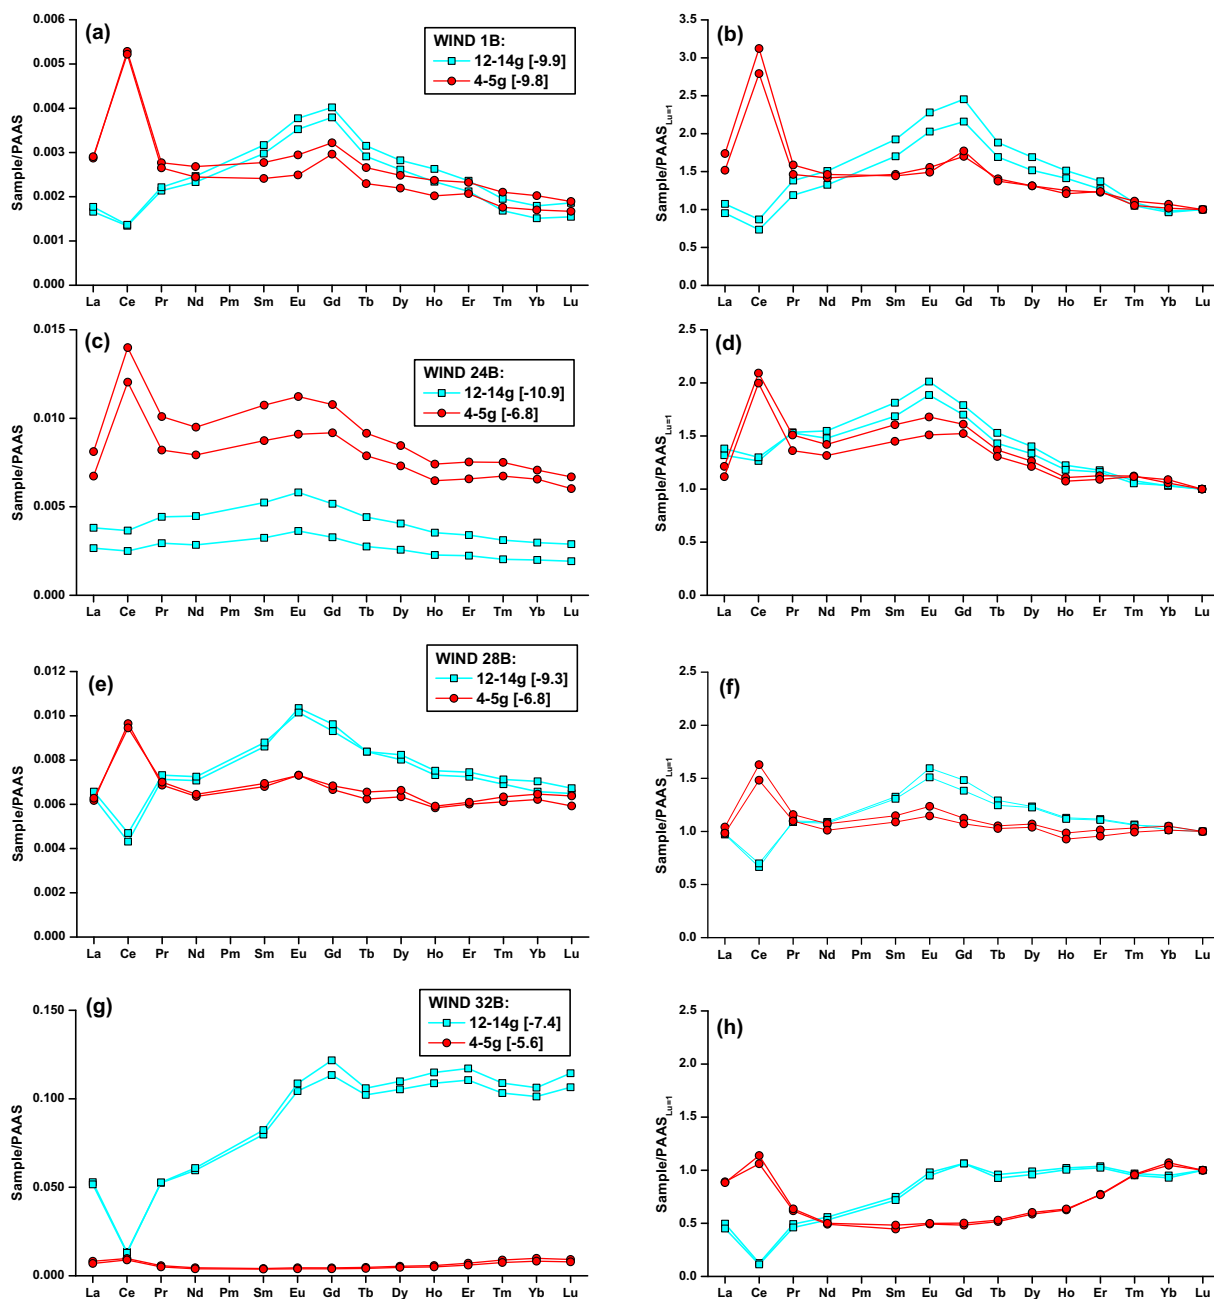 (a)
WIND 1B:
12-14g [-9.9]
4-5g [-9.8]
Sample/PAAS
0.006
0.005
0.004
0.003
0.002
0.001
0.000
La Ce Pr Nd Pm Sm Eu Gd Tb Dy Ho Er Tm Yb Lu
(b)
Sample/PAAS Lu=1
3.5
3.0
2.5
2.0
1.5
1.0
0.5
0.0
La Ce Pr Nd Pm Sm Eu Gd Tb Dy Ho Er Tm Yb Lu
(c)
WIND 24B:
12-14g [-10.9]
4-5g [-6.8]
Sample/PAAS
0.015
0.010
0.005
0.000
La Ce Pr Nd Pm Sm Eu Gd Tb Dy Ho Er Tm Yb Lu
(d)
Sample/PAAS Lu=1
2.5
2.0
1.5
1.0
0.5
0.0
La Ce Pr Nd Pm Sm Eu Gd Tb Dy Ho Er Tm Yb Lu
(e)
WIND 28B:
12-14g [-9.3]
4-5g [-6.8]
Sample/PAAS
0.012
0.010
0.008
0.006
0.004
0.002
0.000
La Ce Pr Nd Pm Sm Eu Gd Tb Dy Ho Er Tm Yb Lu
(f)
Sample/PAAS Lu=1
2.5
2.0
1.5
1.0
0.5
0.0
La Ce Pr Nd Pm Sm Eu Gd Tb Dy Ho Er Tm Yb Lu
(g)
WIND 32B:
12-14g [-7.4]
4-5g [-5.6]
Sample/PAAS
0.150
0.100
0.050
0.000
La Ce Pr Nd Pm Sm Eu Gd Tb Dy Ho Er Tm Yb Lu
(h)
Sample/PAAS Lu=1
2.5
2.0
1.5
1.0
0.5
0.0
La Ce Pr Nd Pm Sm Eu Gd Tb Dy Ho Er Tm Yb Lu